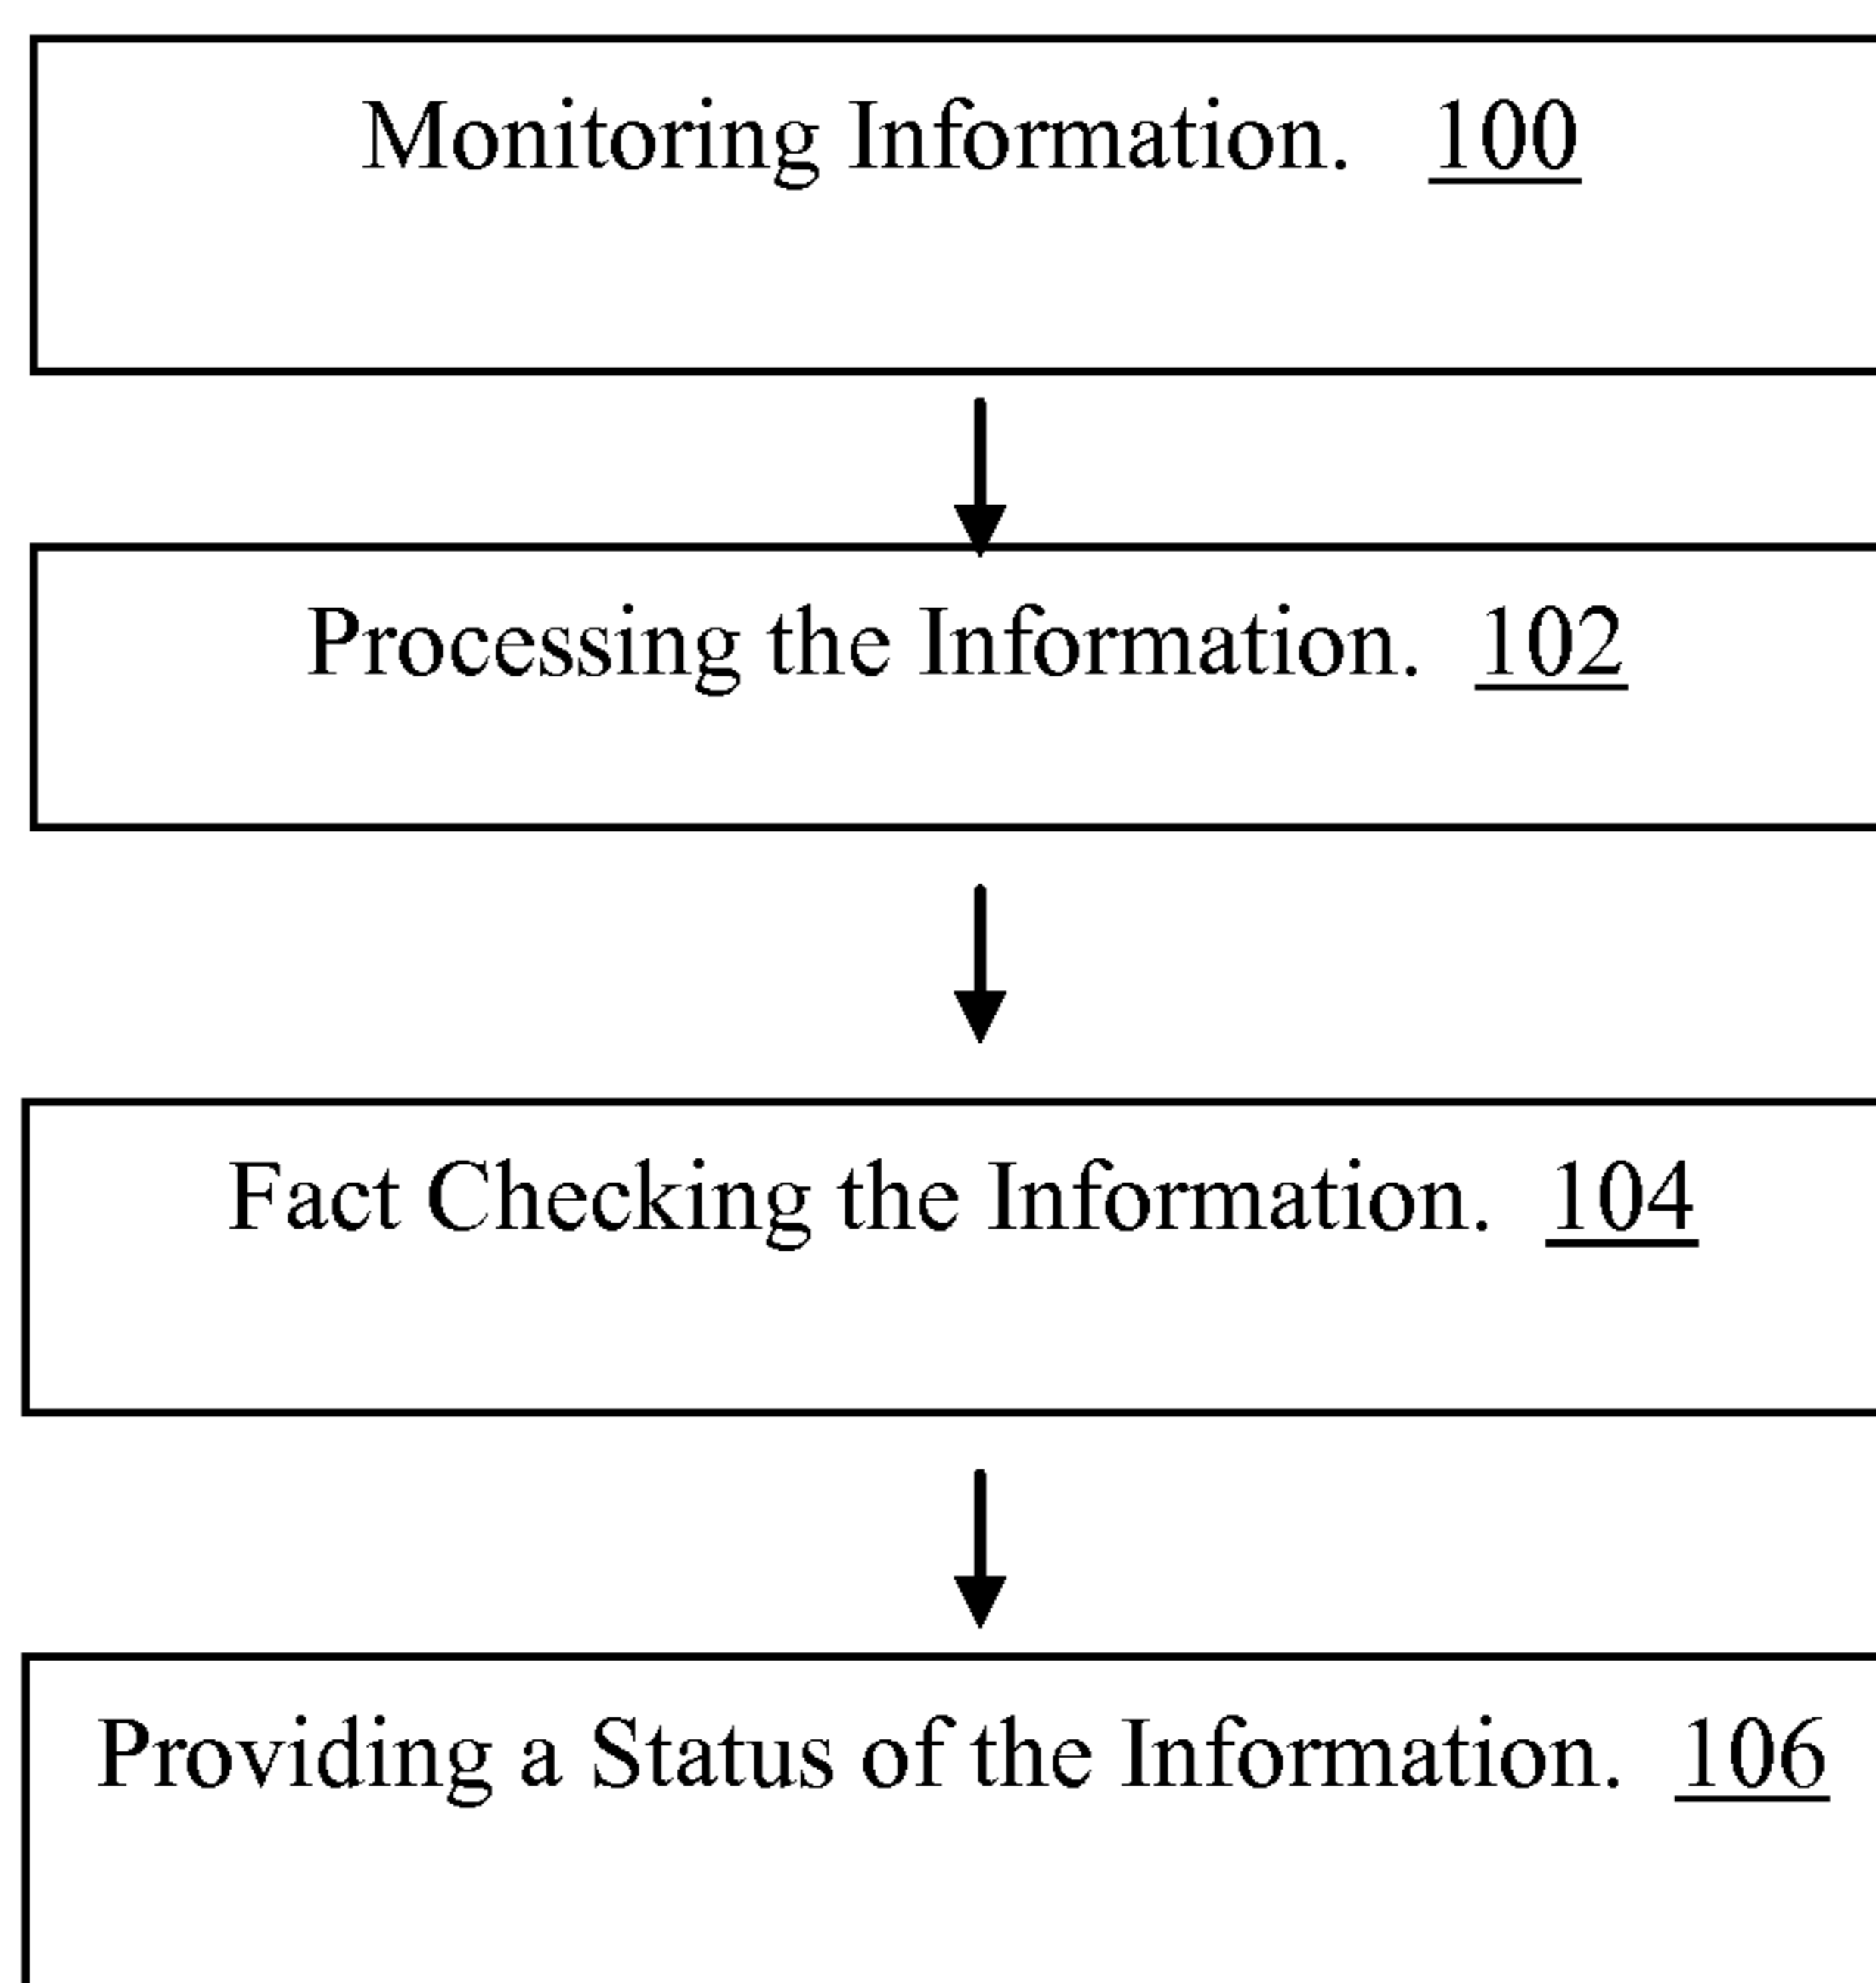 Monitoring Information. 100
Processing the Information. 102
Fact Checking the Information. 104
Providing a Status of the Information. 106